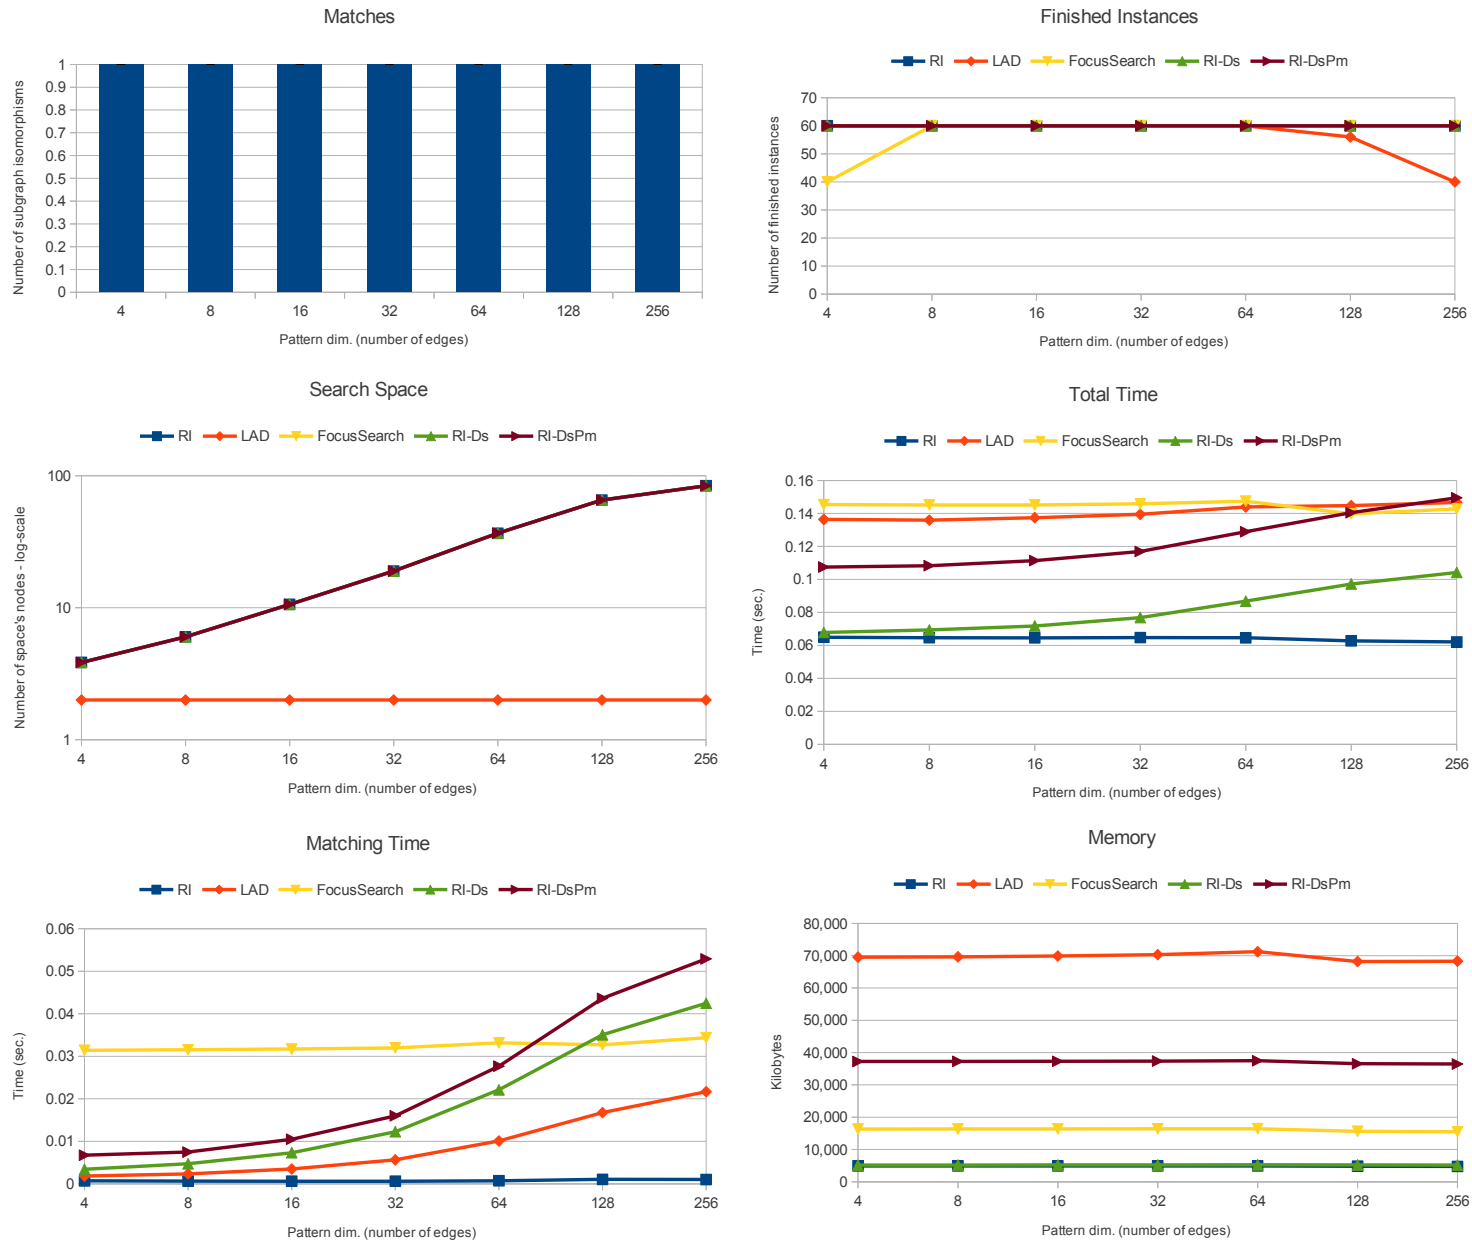 Matches
Number of subgraph isomorphisms
1
0.9
0.8
0.7
0.6
0.5
0.4
0.3
0.2
0.1
0
4 8 16 32 64 128 256
Pattern dim. (number of edges)
Finished Instances
RI LAD FocusSearch RI-Ds RI-DsPm
Number of finished instances
70
60
50
40
30
20
10
0
4 8 16 32 64 128 256
Pattern dim. (number of edges)
Search Space
RI LAD FocusSearch RI-Ds RI-DsPm
Number of space's nodes - log-scale
100
10
1
4 8 16 32 64 128 256
Pattern dim. (number of edges)
Total Time
RI LAD FocusSearch RI-Ds RI-DsPm
Time (sec.)
0.16
0.14
0.12
0.1
0.08
0.06
0.04
0.02
0
4 8 16 32 64 128 256
Pattern dim. (number of edges)
Matching Time
RI LAD FocusSearch RI-Ds RI-DsPm
Time (sec.)
0.06
0.05
0.04
0.03
0.02
0.01
0
4 8 16 32 64 128 256
Pattern dim. (number of edges)
Memory
RI LAD FocusSearch RI-Ds RI-DsPm
Kilobytes
80,000
70,000
60,000
50,000
40,000
30,000
20,000
10,000
0
4 8 16 32 64 128 256
Pattern dim. (number of edges)